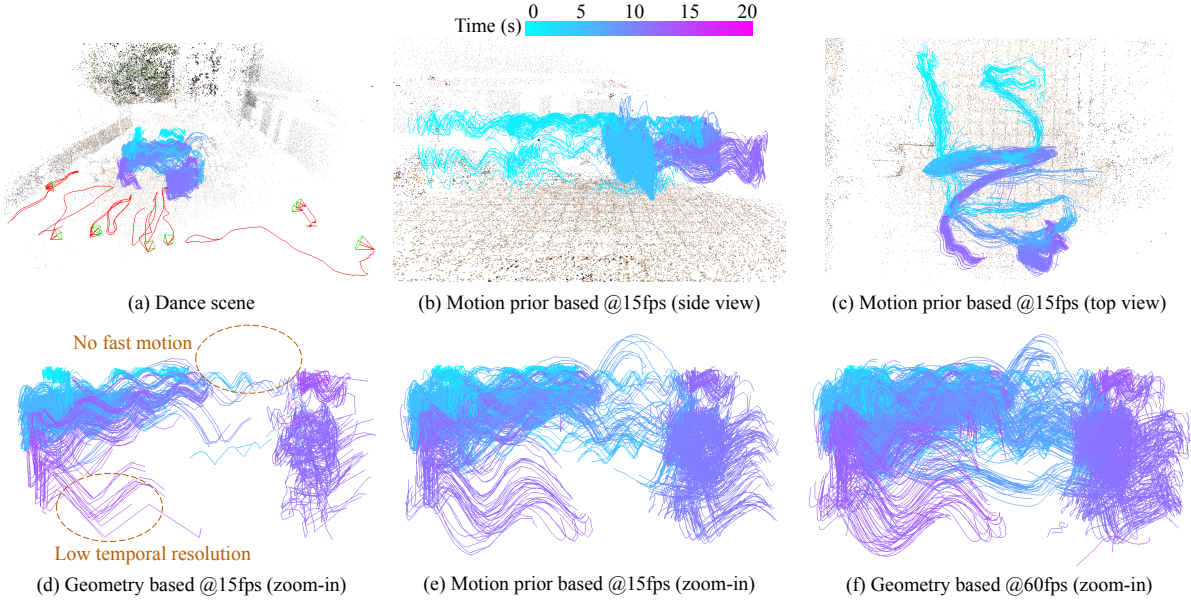 Time (s)
0 5 10 15 20
(a) Dance scene
(b) Motion prior based @15fps (side view)
(c) Motion prior based @15fps (top view)
No fast motion
Low temporal resolution
(d) Geometry based @15fps (zoom-in)
(e) Motion prior based @15fps (zoom-in)
(f) Geometry based @60fps (zoom-in)